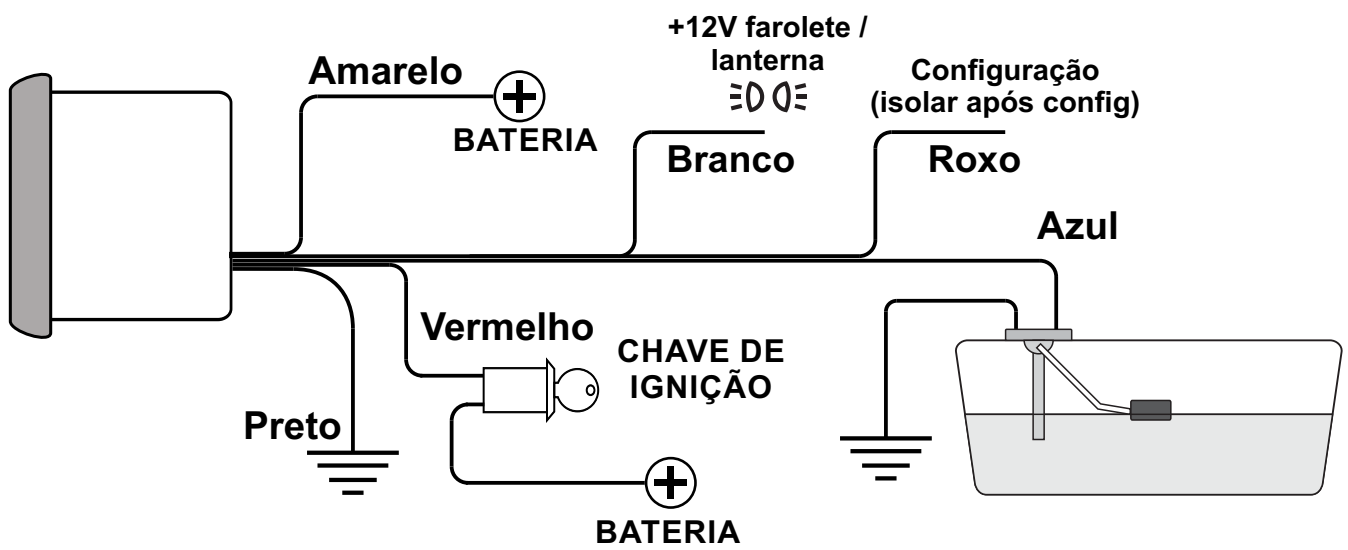 +12V farolete /
lanterna
Amarelo
BATERIA
Configuração
(isolar após config)
Branco
Roxo
Azul
Vermelho
CHAVE DE
IGNIÇÃO
Preto
BATERIA